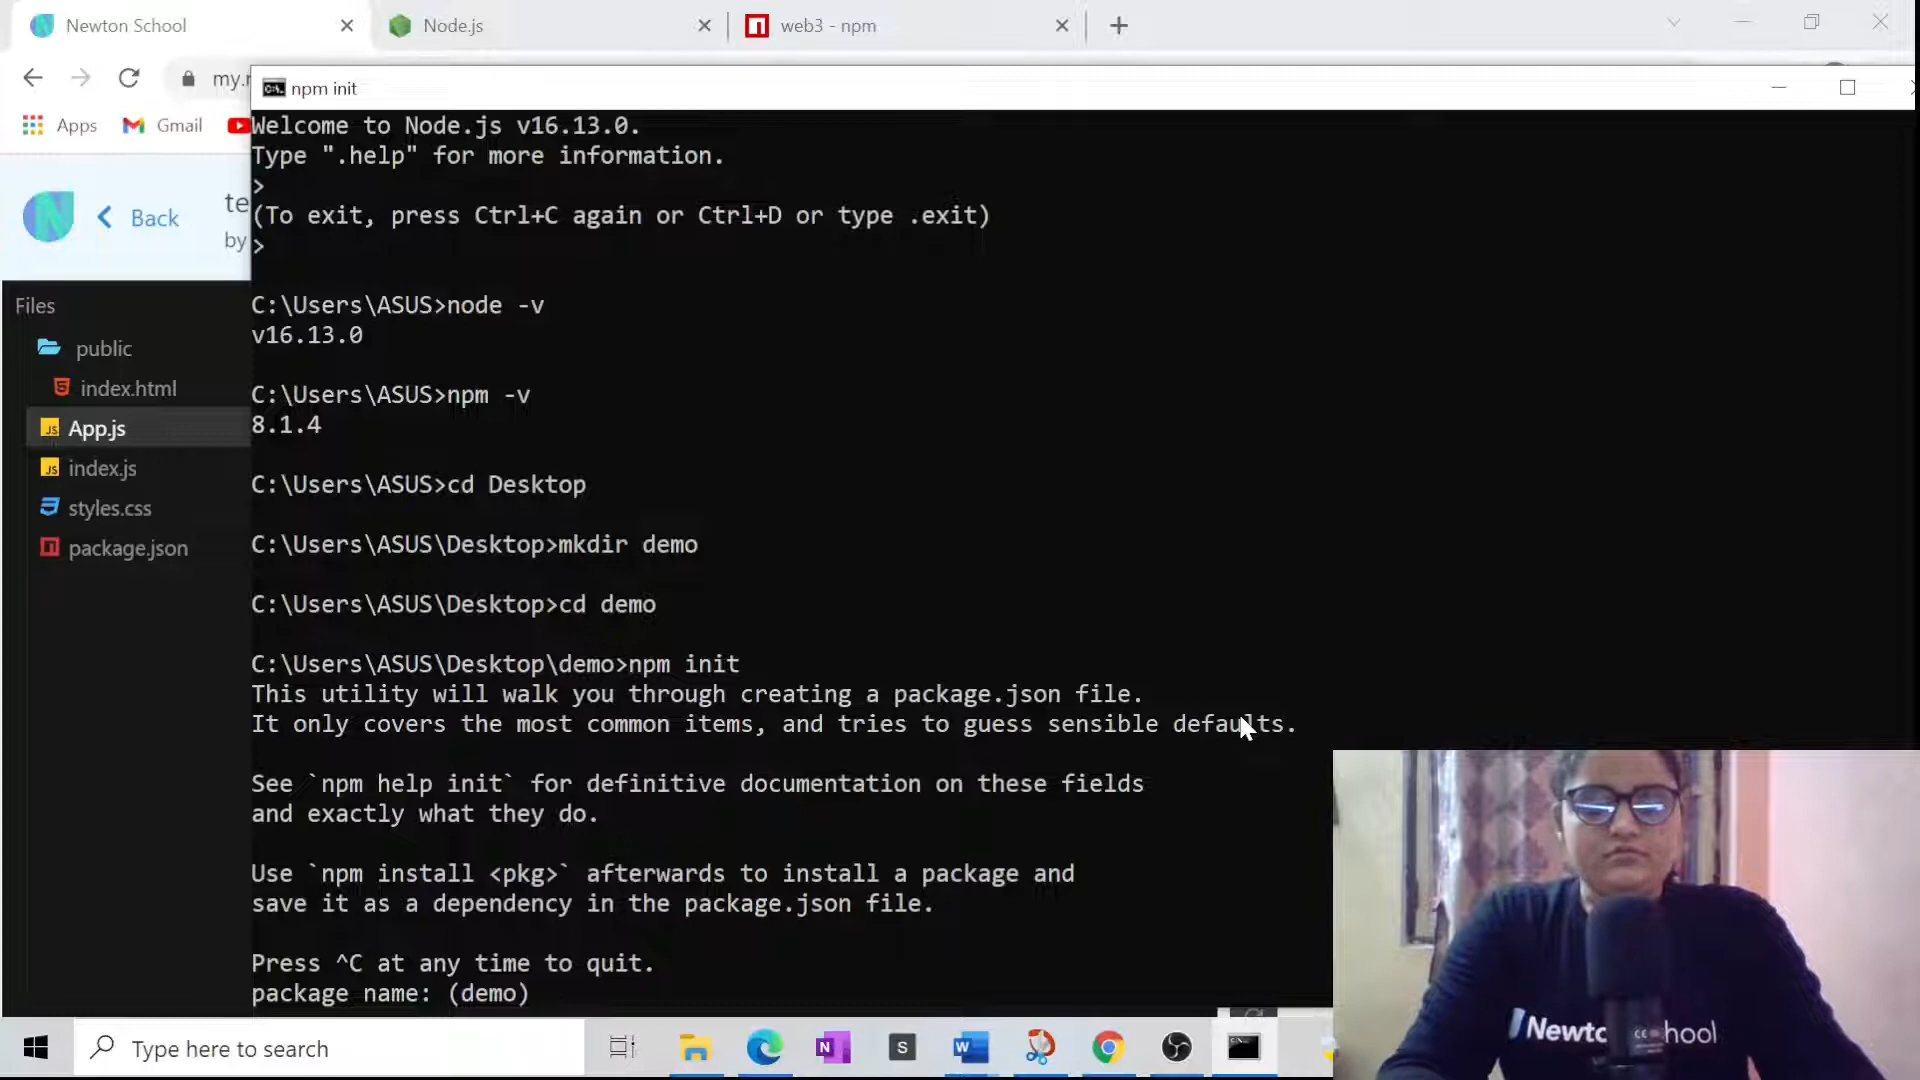 Newton School
Node.js
web3 - npm
my.
npm init
Apps
Gmail
Back
te
by
Files
public
index.html
App.js
index.js
styles.css
package.json
Welcome to Node.js v16.13.0.
Type ".help" for more information.
>
(To exit, press Ctrl+C again or Ctrl+D or type .exit)
>
C:\Users\ASUS>node -v
v16.13.0
C:\Users\ASUS>npm -v
8.1.4
C:\Users\ASUS>cd Desktop
C:\Users\ASUS\Desktop>mkdir demo
C:\Users\ASUS\Desktop>cd demo
C:\Users\ASUS\Desktop\demo>npm init
This utility will walk you through creating a package.json file.
It only covers the most common items, and tries to guess sensible defaults.
See `npm help init` for definitive documentation on these fields
and exactly what they do.
Use `npm install <pkg>` afterwards to install a package and
save it as a dependency in the package.json file.
Press ^C at any time to quit.
package name: (demo)
Type here to search